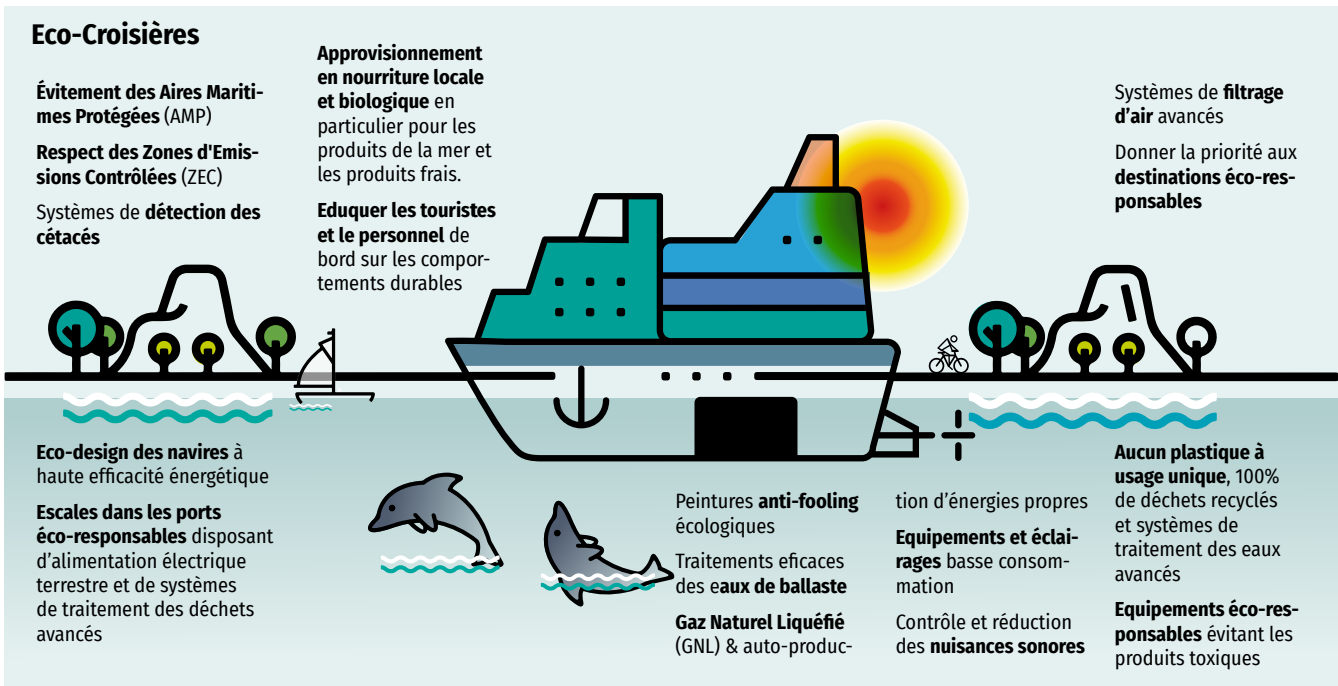 Eco-Croisières
Évitement des Aires Mariti-
mes Protégées (AMP)
Respect des Zones d'Emis-
sions Contrôlées (ZEC)
Systèmes de détection des
cétacés
Approvisionnement
en nourriture locale
et biologique en
particulier pour les
produits de la mer et
les produits frais.
Eduquer les touristes
et le personnel de
bord sur les compor-
tements durables
Systèmes de filtrage
d'air avancés
Donner la priorité aux
destinations éco-res-
ponsables
Eco-design des navires à
haute efficacité énergétique
Escales dans les ports
éco-responsables disposant
d'alimentation électrique
terrestre et de systèmes
de traitement des déchets
avancés
Peintures anti-fooling
écologiques
Traitements eficaces
des eaux de ballaste
Gaz Naturel Liquéfié
(GNL) & auto-produc-
tion d'énergies propres
Equipements et éclai-
rages basse consom-
mation
Contrôle et réduction
des nuisances sonores
Aucun plastique à
usage unique, 100%
de déchets recyclés
et systèmes de
traitement des eaux
avancés
Equipements éco-res-
ponsables évitant les
produits toxiques